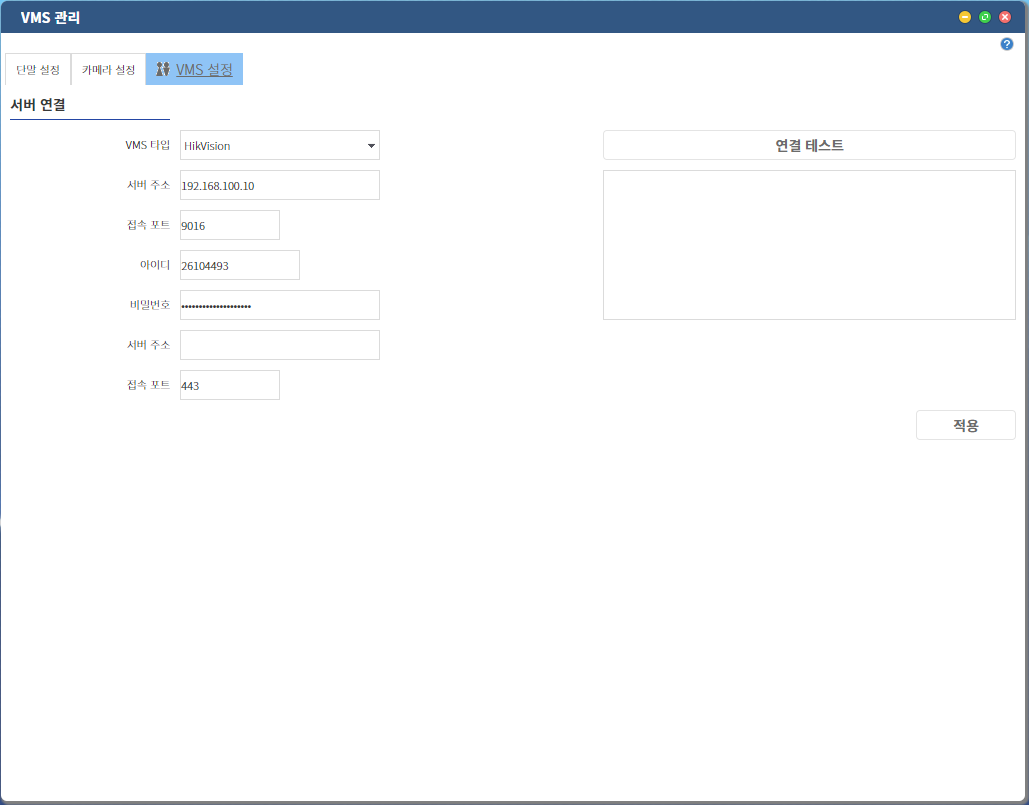 VMS 관리
단말 설정 카메라 설정 VMS 설정
서버 연결
VMS 타입 HikVision 연결 테스트
서버 주소 192.168.100.10
접속 포트 9016
아이디 26104493
비밀번호 ••••••••••••••••••••
서버 주소
접속 포트 443
적용